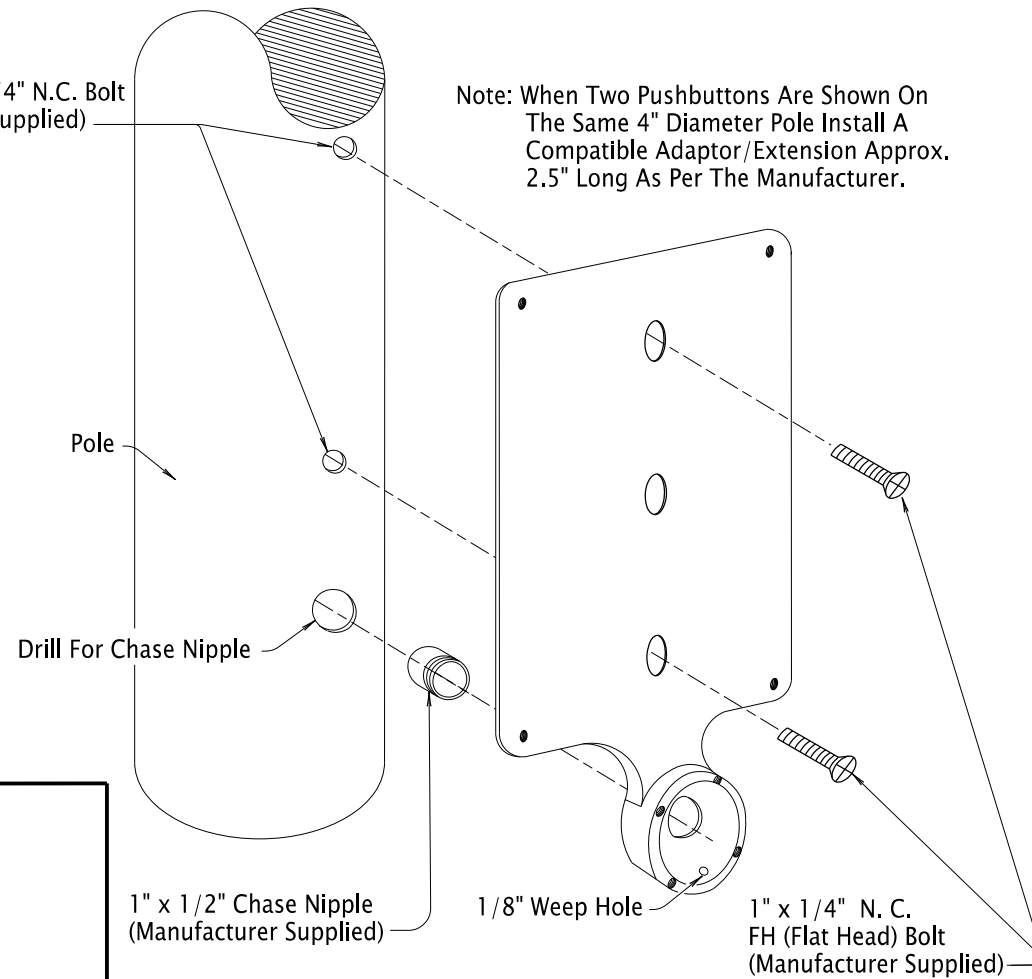 /4" N.C. Bolt
upplied)
Note: When Two Pushbuttons Are Shown On
The Same 4" Diameter Pole Install A
Compatible Adaptor/Extension Approx.
2.5" Long As Per The Manufacturer.
Pole
Drill For Chase Nipple
1" x 1/2" Chase Nipple
(Manufacturer Supplied)
1/8" Weep Hole
1" x 1/4" N. C.
FH (Flat Head) Bolt
(Manufacturer Supplied)